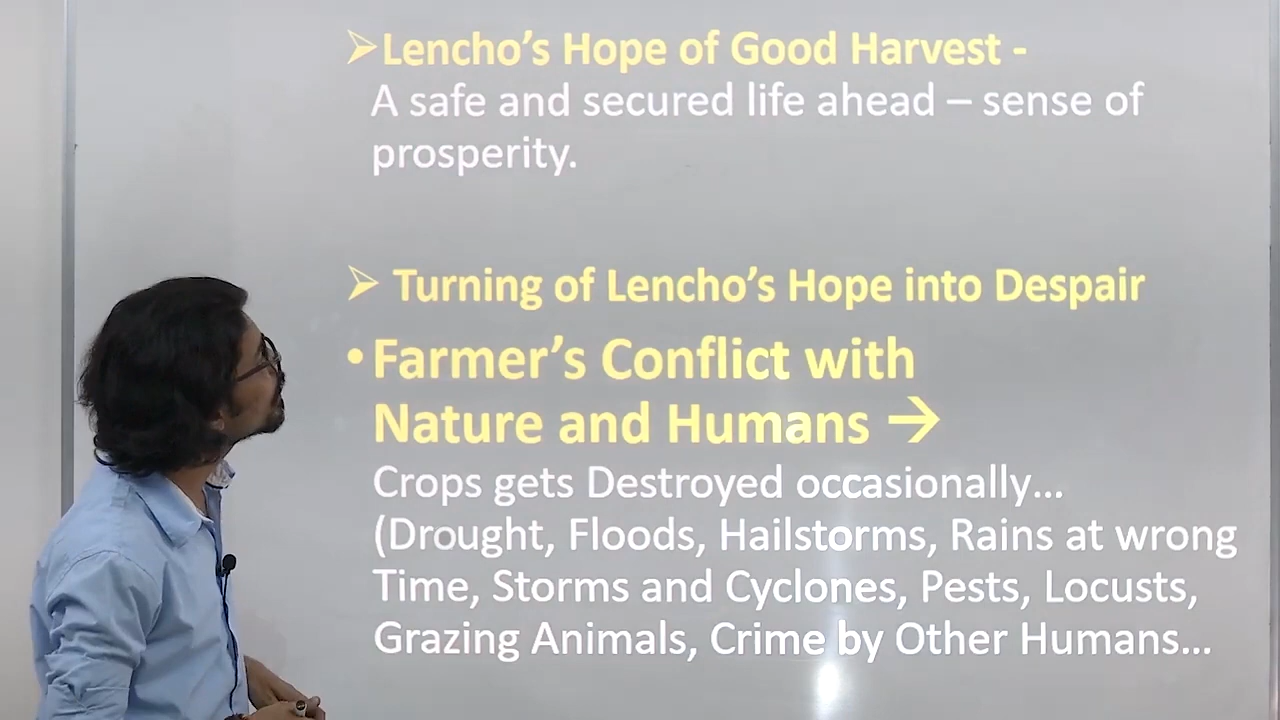 ➢Lencho's Hope of Good Harvest -
A safe and secured life ahead – sense of
prosperity.
➢ Turning of Lencho's Hope into Despair
• Farmer's Conflict with
Nature and Humans →
Crops gets Destroyed occasionally...
(Drought, Floods, Hailstorms, Rains at wrong
Time, Storms and Cyclones, Pests, Locusts,
Grazing Animals, Crime by Other Humans...